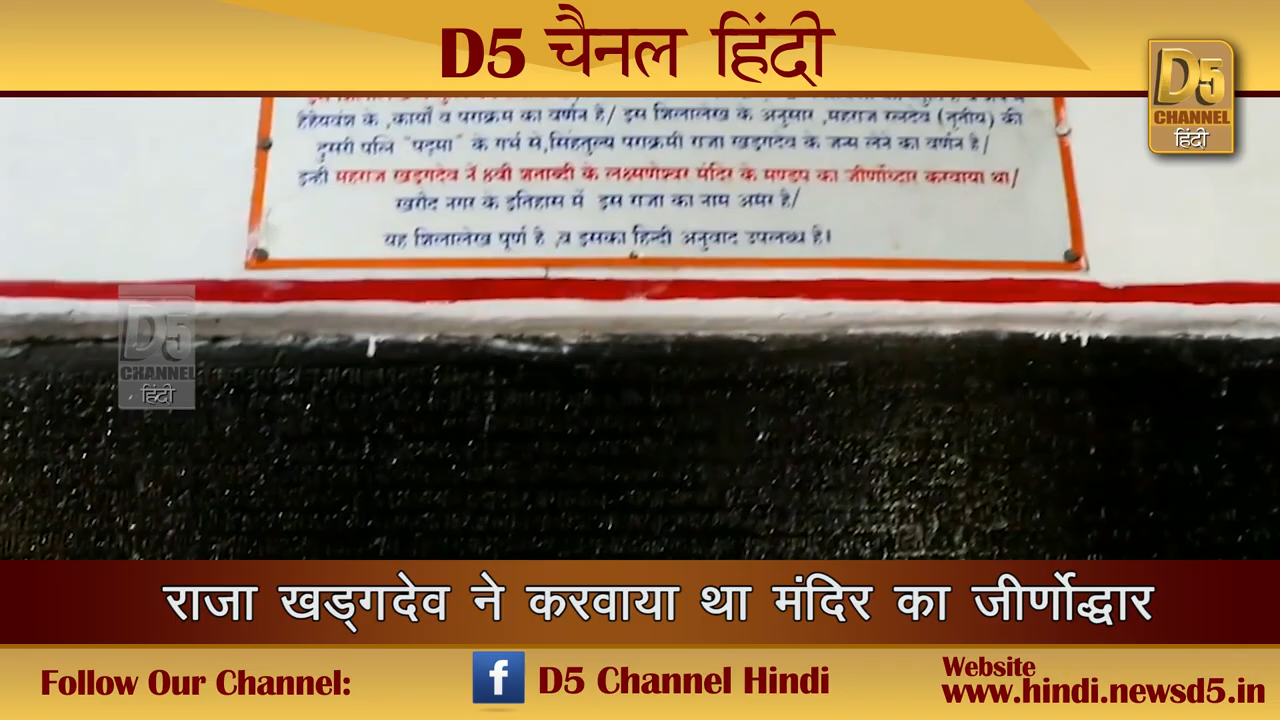 D5 चैनल हिंदी
D5
CHANNEL
हिंदी
हैहयवंश के ,कार्यो व पराक्रम का वर्णन है/ इस शिलालेख के अनुसार ,महराज रत्नदेव (तृतीय) की
दुसरी पत्नि "पद्मा" के गर्भ से,सिंहतुल्य पराक्रमी राजा खड्गदेव के जन्म लेने का वर्णन है/
इन्ही महराज खड्गदेव नें 8वी शताब्दी के लक्ष्मणेश्वर मंदिर के मण्डप का जीर्णोध्दार करवाया था/
खरौद नगर के इतिहास में इस राजा का नाम अमर है/
यह शिलालेख पूर्ण है ,व इसका हिन्दी अनुवाद उपलब्ध है।
D5
CHANNEL
हिंदी
राजा खड्गदेव ने करवाया था मंदिर का जीर्णोद्धार
Follow Our Channel:
f
D5 Channel Hindi
Website
www.hindi.newsd5.in